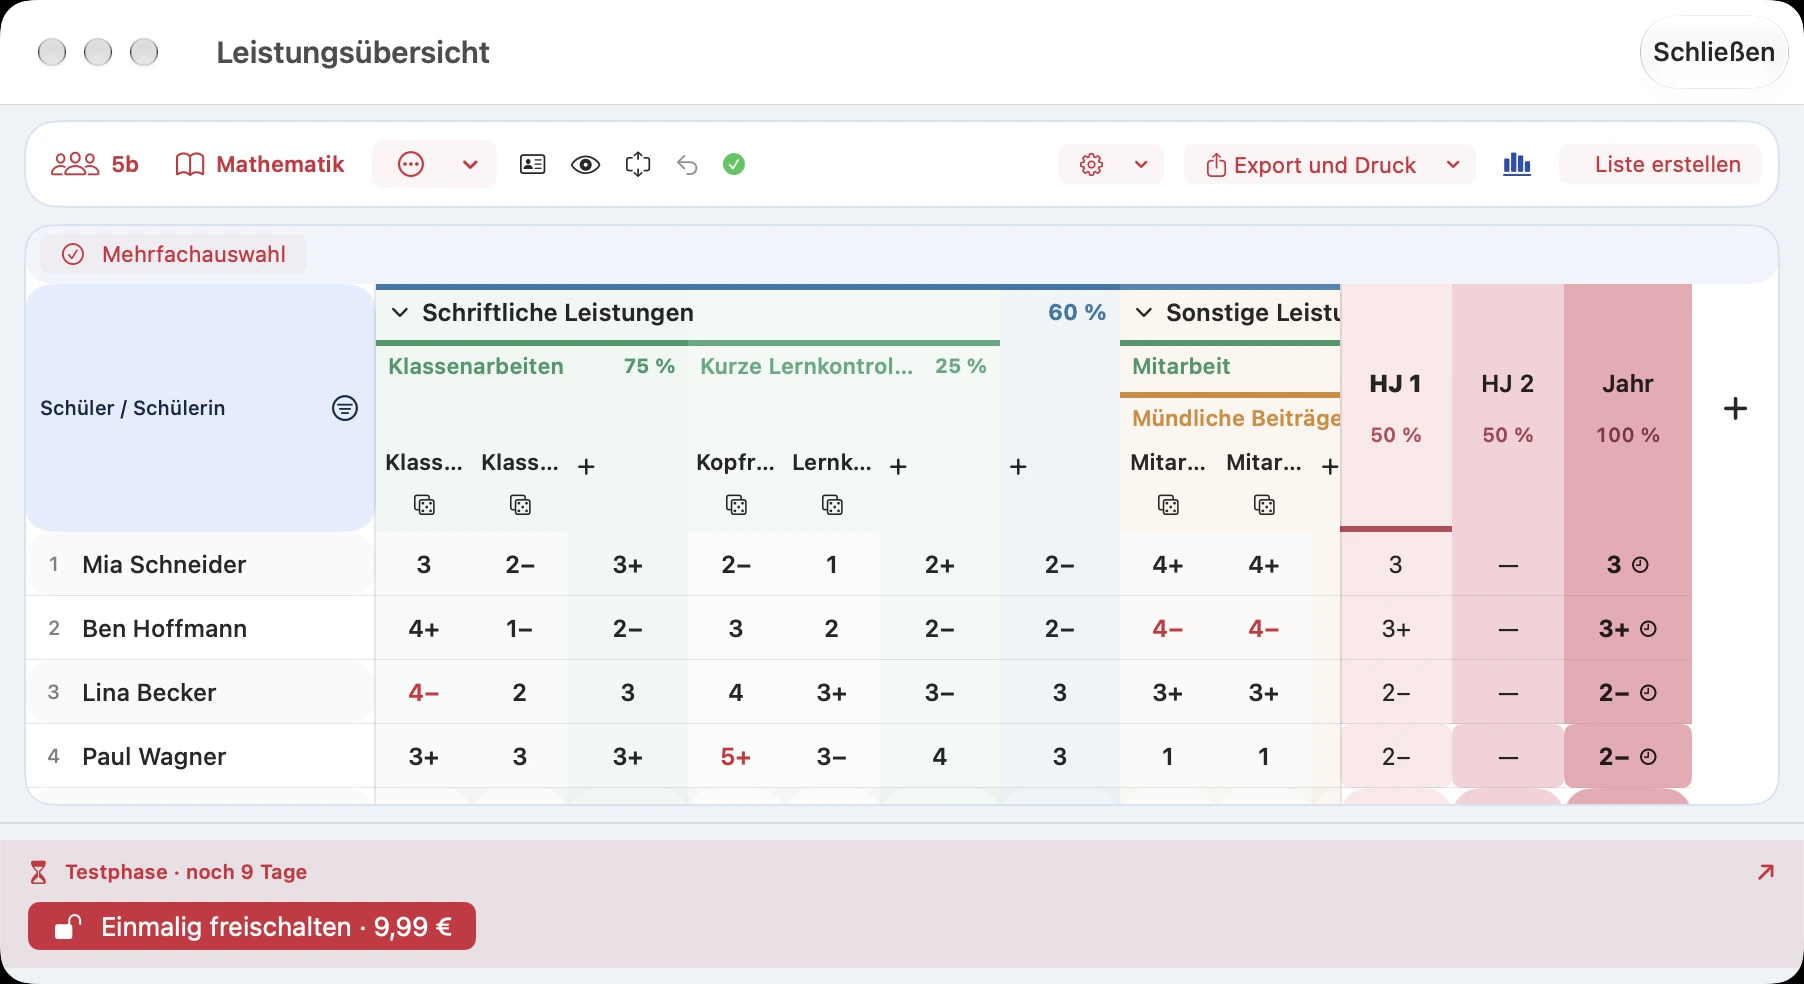 Leistungsübersicht
Schließen
5b Mathematik Export und Druck Liste erstellen
Mehrfachauswahl
Schriftliche Leistungen 60 % Sonstige Leistu
Klassenarbeiten 75 % Kurze Lernkontrol... 25 % Mitarbeit
Mündliche Beiträge
Schüler / Schülerin
HJ 1 HJ 2 Jahr +
50 % 50 % 100 %
Klass... Klass... + Kopfr... Lernk... + + Mitar... Mitar... +
1 Mia Schneider 3 2– 3+ 2– 1 2+ 2– 4+ 4+ 3 — 3
2 Ben Hoffmann 4+ 1– 2– 3 2 2– 2– 4– 4– 3+ — 3+
3 Lina Becker 4– 2 3 4 3+ 3– 3 3+ 3+ 2– — 2–
4 Paul Wagner 3+ 3 3+ 5+ 3– 4 3 1 1 2– — 2–
Testphase · noch 9 Tage
Einmalig freischalten · 9,99 €